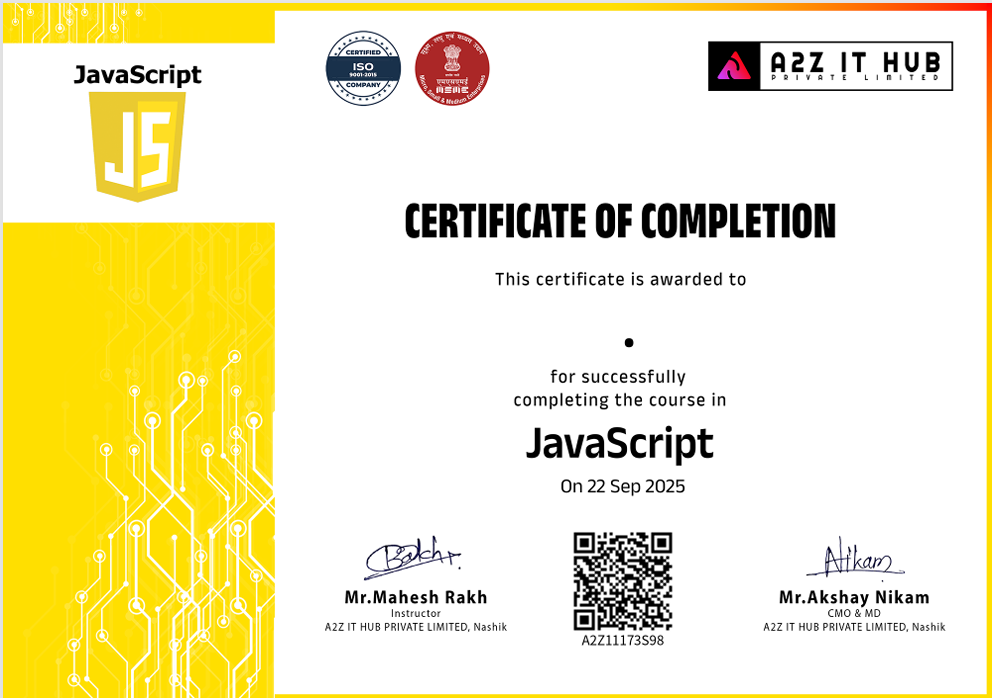 JavaScript
JS
CERTIFIED
ISO
9001-2015
COMPANY
सूक्ष्म, लघु एवं मध्यम उद्यम
एमएसएमई
MSME
Micro, Small & Medium Enterprises
A2Z IT HUB
PRIVATE LIMITED
CERTIFICATE OF COMPLETION
This certificate is awarded to
.
for successfully
completing the course in
JavaScript
On 22 Sep 2025
Nikam
Mr.Mahesh Rakh
Instructor
A2Z IT HUB PRIVATE LIMITED, Nashik
A2Z11173S98
Mr.Akshay Nikam
CMO & MD
A2Z IT HUB PRIVATE LIMITED, Nashik